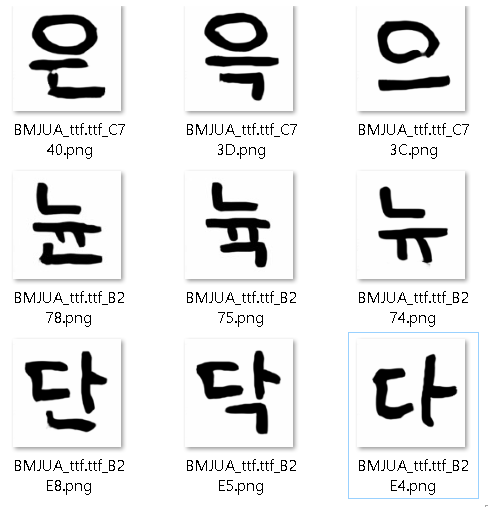 은 윽 으
BMJUA_ttf.ttf_C7 BMJUA_ttf.ttf_C7 BMJUA_ttf.ttf_C7
40.png 3D.png 3C.png
뉸 뉵 뉴
BMJUA_ttf.ttf_B2 BMJUA_ttf.ttf_B2 BMJUA_ttf.ttf_B2
78.png 75.png 74.png
단 닥 다
BMJUA_ttf.ttf_B2 BMJUA_ttf.ttf_B2 BMJUA_ttf.ttf_B2
E8.png E5.png E4.png